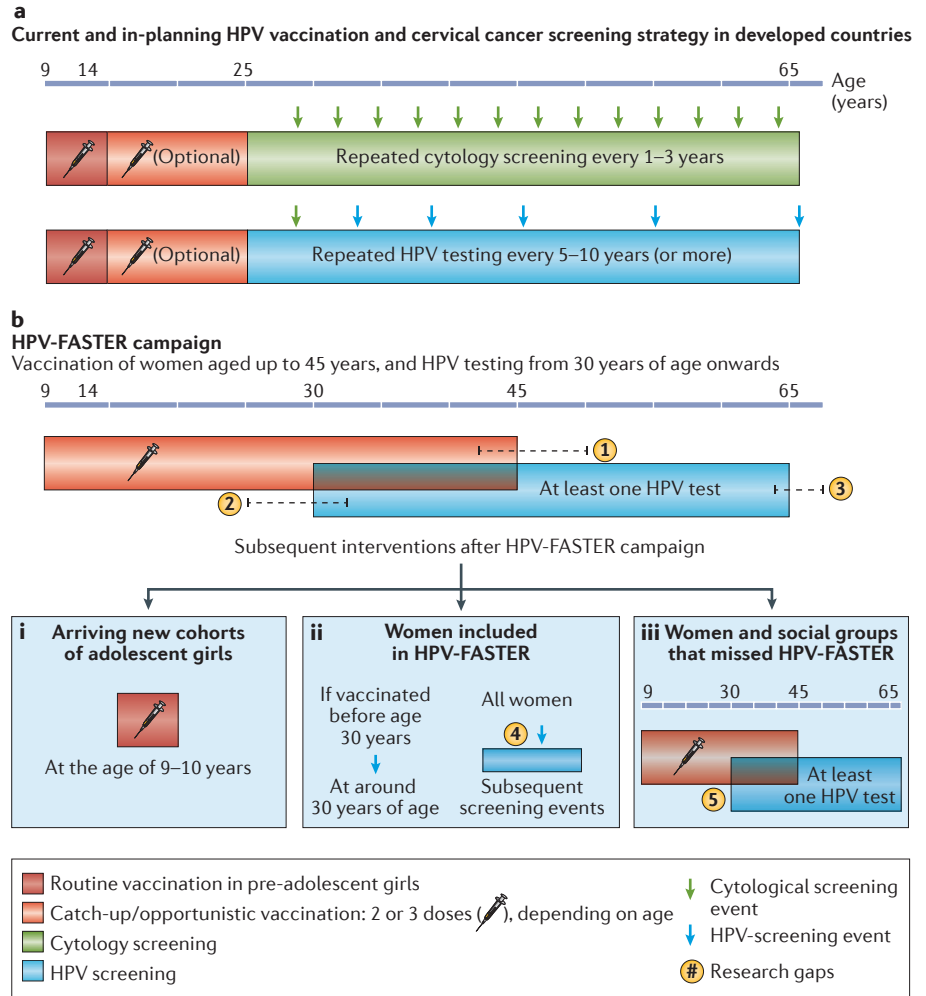 a
Current and in-planning HPV vaccination and cervical cancer screening strategy in developed countries
9 14 25 65
Age
(years)
(Optional) Repeated cytology screening every 1–3 years
(Optional) Repeated HPV testing every 5–10 years (or more)
b
HPV-FASTER campaign
Vaccination of women aged up to 45 years, and HPV testing from 30 years of age onwards
9 14 30 45 65
1
At least one HPV test
3
2
Subsequent interventions after HPV-FASTER campaign
i Arriving new cohorts
of adolescent girls
At the age of 9–10 years
ii Women included
in HPV-FASTER
If vaccinated
before age
30 years
At around
30 years of age
All women
4
Subsequent
screening events
iii Women and social groups
that missed HPV-FASTER
9 30 45 65
At least
one HPV test
5
Routine vaccination in pre-adolescent girls
Catch-up/opportunistic vaccination: 2 or 3 doses ( ), depending on age
Cytology screening
HPV screening
Cytological screening
event
HPV-screening event
# Research gaps